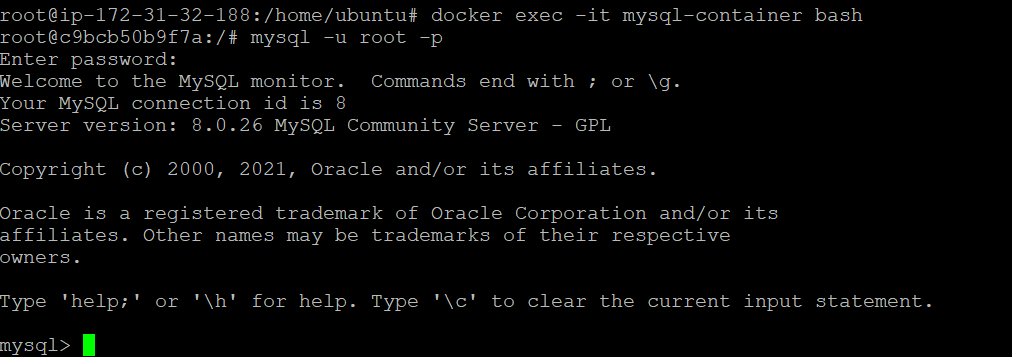 root@ip-172-31-32-188:/home/ubuntu# docker exec -it mysql-container bash
root@c9bcb50b9f7a:/# mysql -u root -p
Enter password:
Welcome to the MySQL monitor.  Commands end with ; or \g.
Your MySQL connection id is 8
Server version: 8.0.26 MySQL Community Server - GPL

Copyright (c) 2000, 2021, Oracle and/or its affiliates.

Oracle is a registered trademark of Oracle Corporation and/or its
affiliates. Other names may be trademarks of their respective
owners.

Type 'help;' or '\h' for help. Type '\c' to clear the current input statement.

mysql>